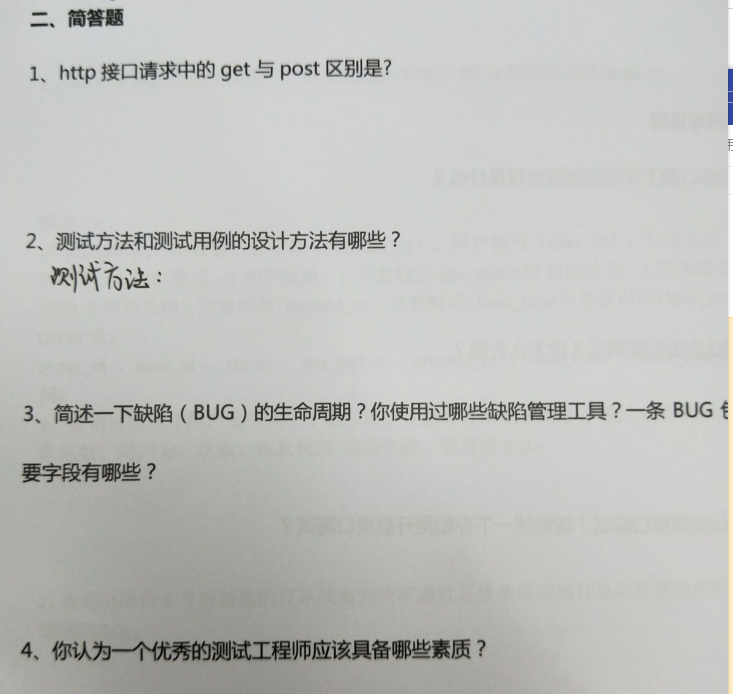 二、简答题
1、http 接口请求中的 get 与 post 区别是?
2、测试方法和测试用例的设计方法有哪些？
测试方法：
3、简述一下缺陷（BUG）的生命周期？你使用过哪些缺陷管理工具？一条 BUG
要字段有哪些？
4、你认为一个优秀的测试工程师应该具备哪些素质？